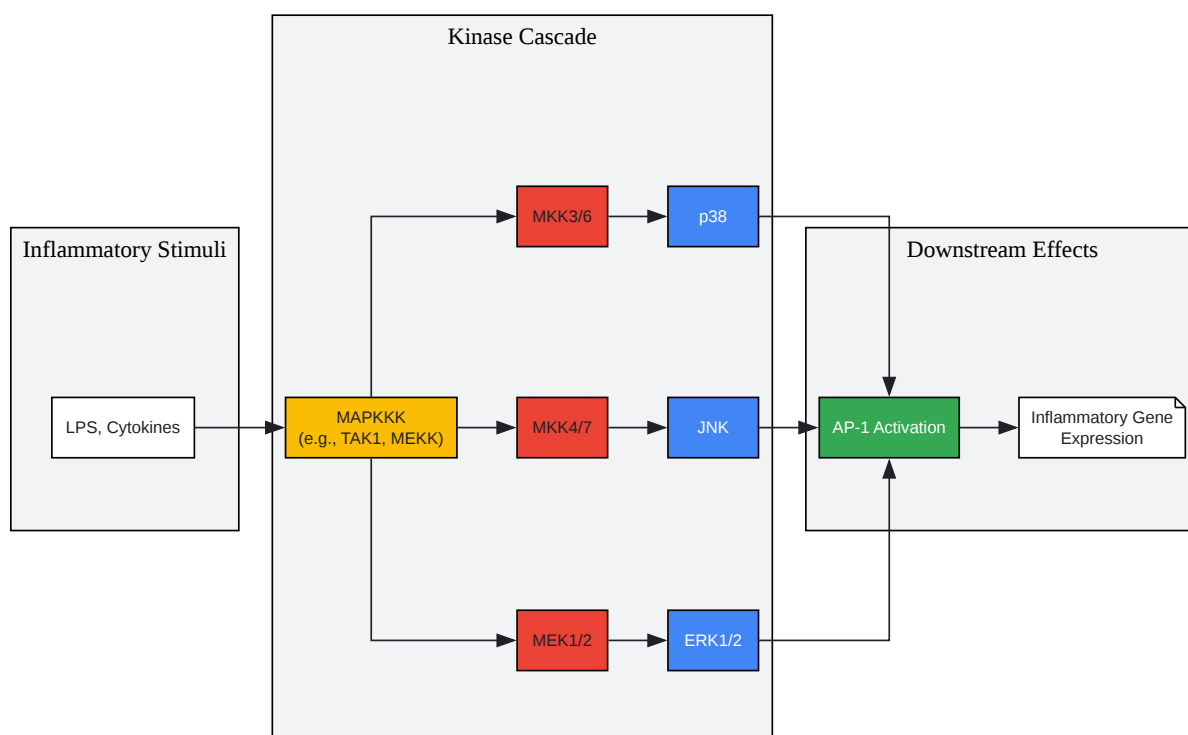 Kinase Cascade
MKK3/6
p38
Inflammatory Stimuli
Downstream Effects
LPS, Cytokines
MAPKKK
(e.g., TAK1, MEKK)
MKK4/7
JNK
AP-1 Activation
Inflammatory Gene
Expression
MEK1/2
ERK1/2